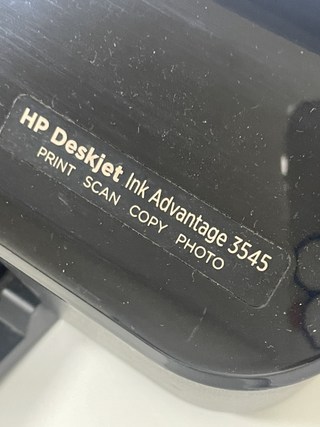 HP Deskjet Ink Advantage 3545
PRINT SCAN COPY PHOTO